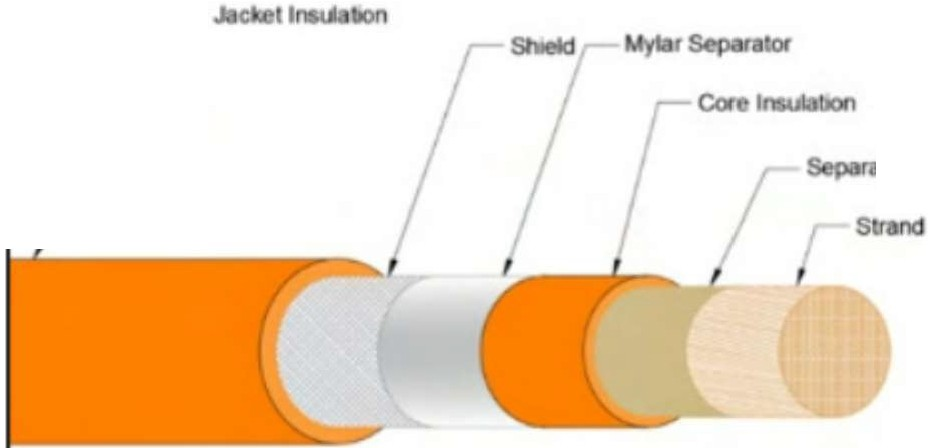 Jacket Insulation
Shield
Mylar Separator
Core Insulation
Separa
Strand